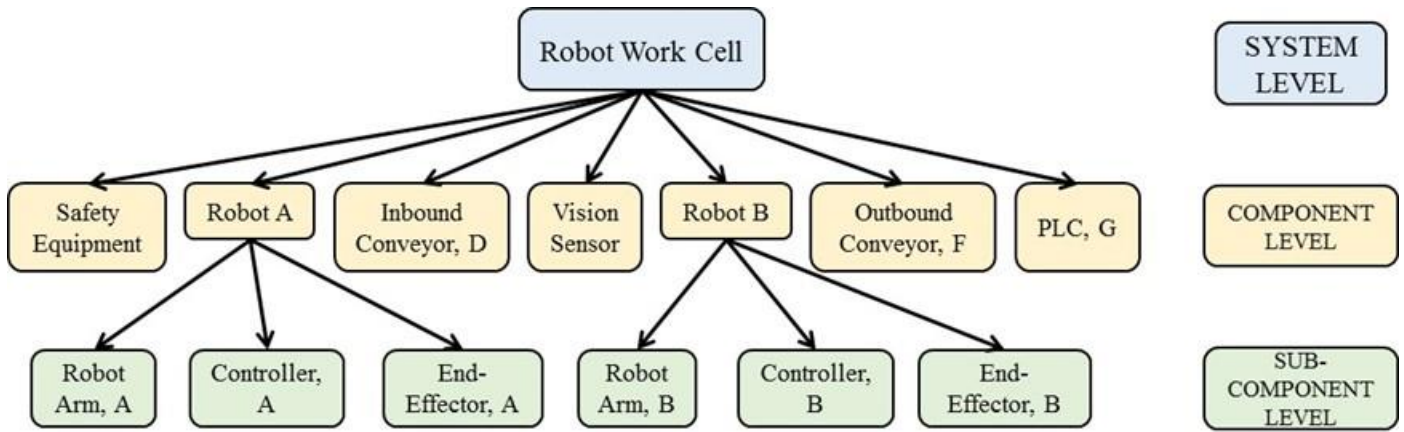 Robot Work Cell
SYSTEM
LEVEL
Safety
Equipment
Robot A
Inbound
Conveyor, D
Vision
Sensor
Robot B
Outbound
Conveyor, F
PLC, G
COMPONENT
LEVEL
Robot
Arm, A
Controller,
A
End-
Effector, A
Robot
Arm, B
Controller,
B
End-
Effector, B
SUB-
COMPONENT
LEVEL